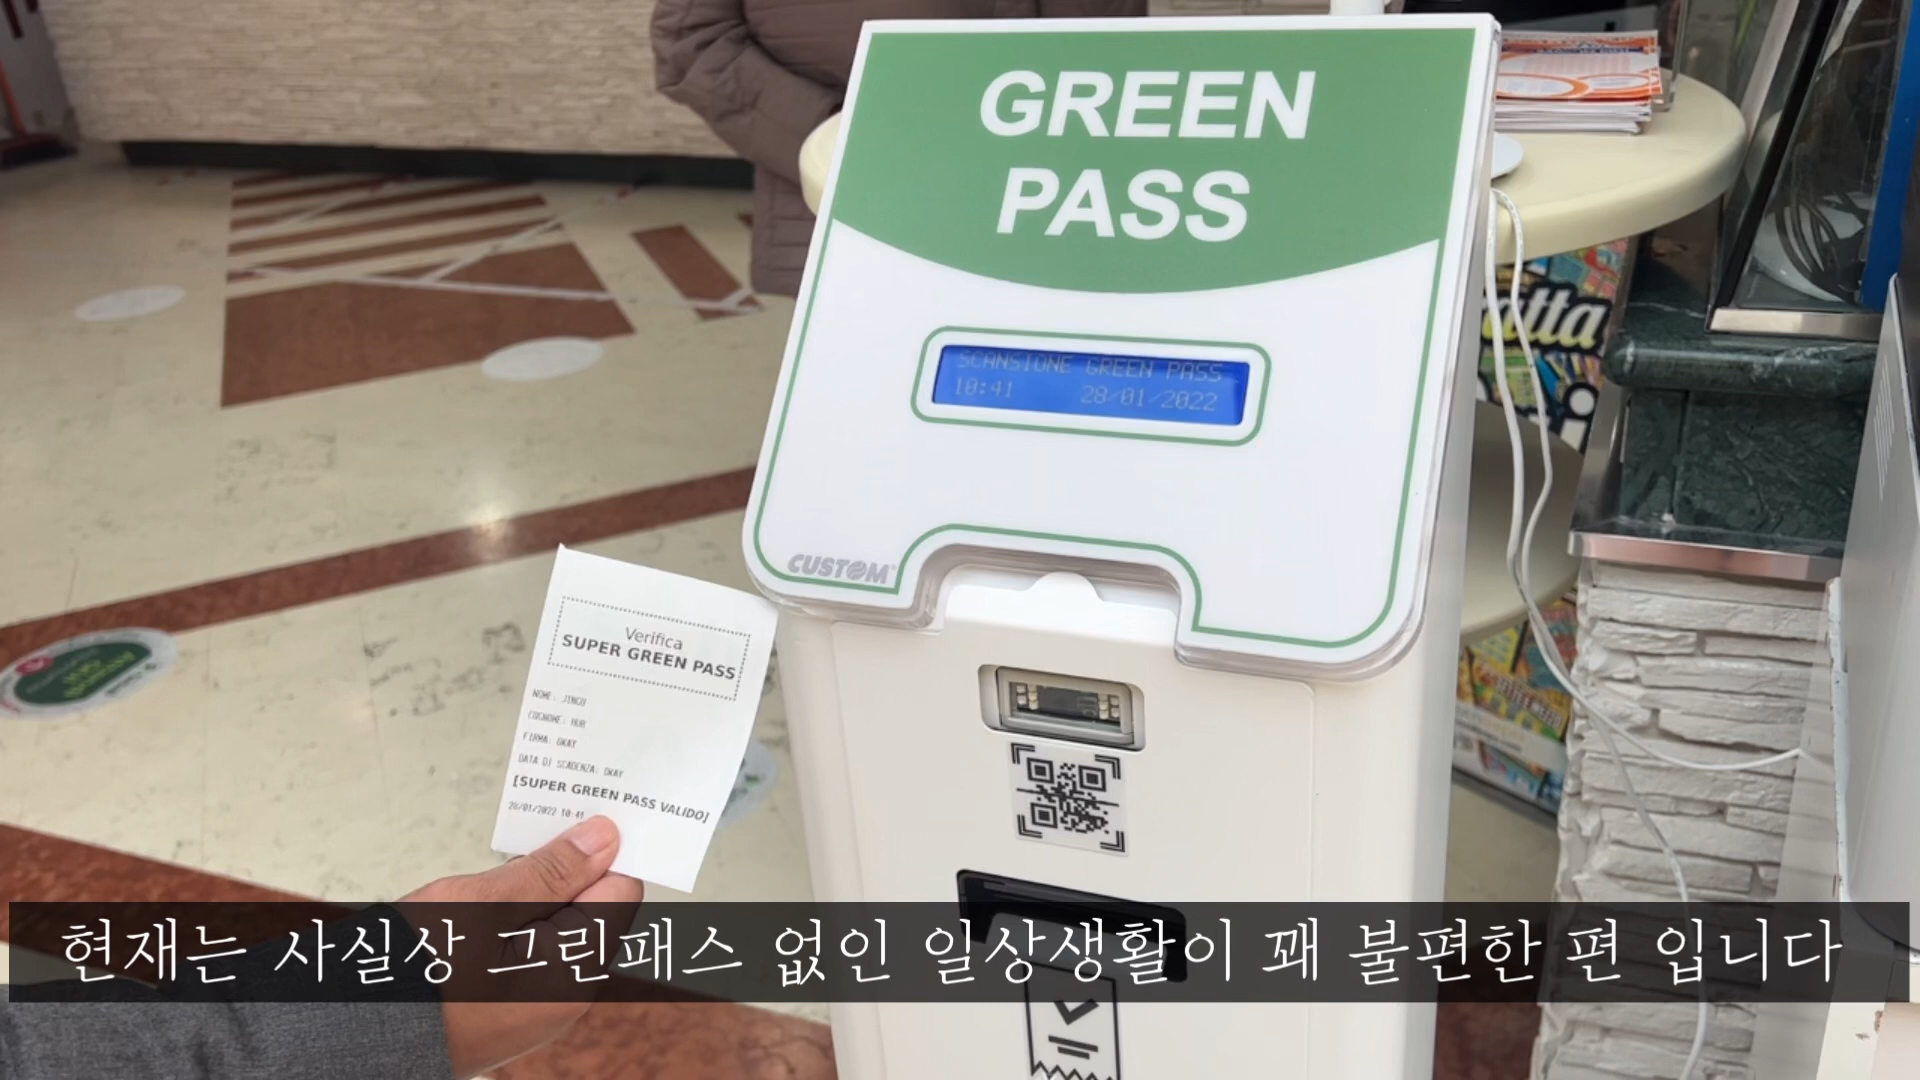 GREEN
PASS
SCANSIONE GREEN PASS
10:41 28/01/2022
CUSTOM
Verifica
SUPER GREEN PASS
NOME: JINGU
COGNOME: HUR
FIRMA: OKAY
DATA DI SCADENZA: OKAY
[SUPER GREEN PASS VALIDO]
28/01/2022 10:41
현재는 사실상 그린패스 없인 일상생활이 꽤 불편한 편 입니다